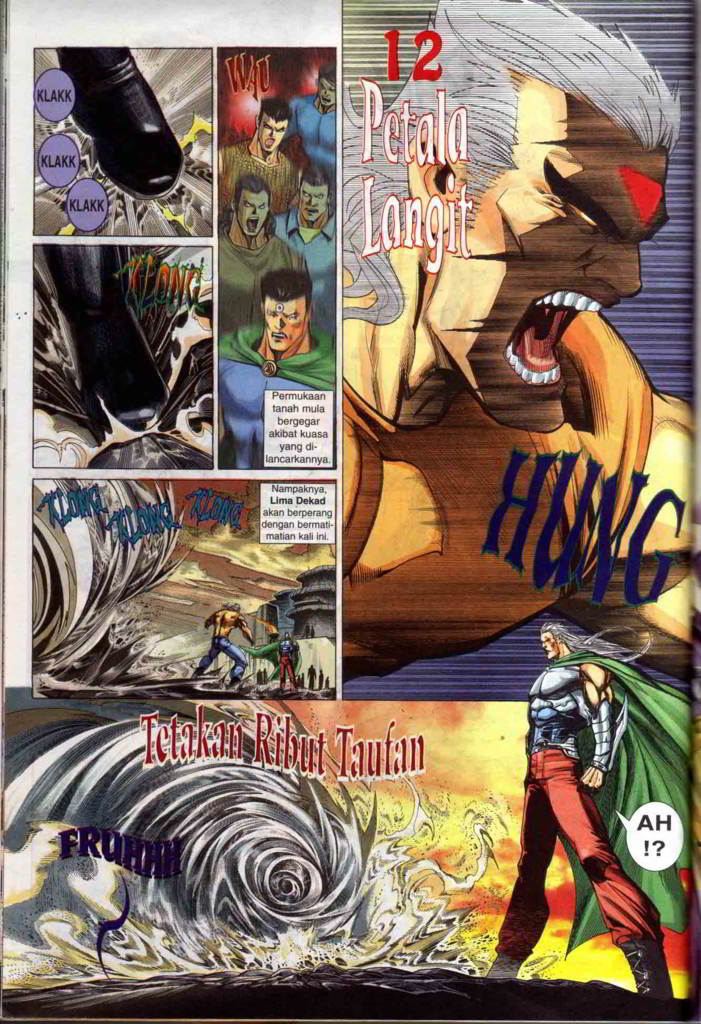 KLAKK
KLAKK
KLAKK
WAU
KLONG
Permukaan
tanah mula
bergegar
akibat kuasa
yang di-
lancarkannya.
12
Petala
Langit
HUNG
KLONG
KLONG
KLONG
Nampaknya,
Lima Dekad
akan berperang
dengan bermati-
matian kali ini.
Tetakan Ribut Taufan
FRUHHH
AH
!?